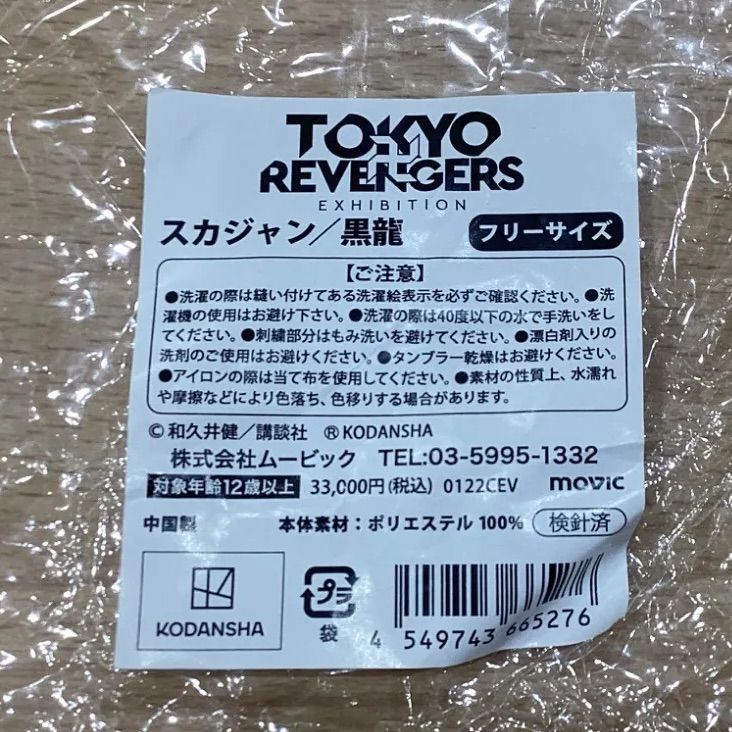 TOKYO
REVENGERS
EXHIBITION
スカジャン/黒龍 フリーサイズ
【ご注意】
●洗濯の際は縫い付けてある洗濯絵表示を必ずご確認ください。●洗
濯機の使用はお避け下さい。●洗濯の際は40度以下の水で手洗いをし
てください。●刺繍部分はもみ洗いを避けてください。●漂白剤入りの
洗剤のご使用はお避けください。●タンブラー乾燥はお避けください。
●アイロンの際は当て布を使用してください。●素材の性質上、水濡れ
や摩擦などにより色落ち、色移りする場合があります。
©和久井健/講談社 ®KODANSHA
株式会社ムービック TEL:03-5995-1332
対象年齢12歳以上 33,000円(税込) 0122CEV movic
中国製 本体素材：ポリエステル 100% 検針済
KODANSHA
プラ
袋
4 549743 665276